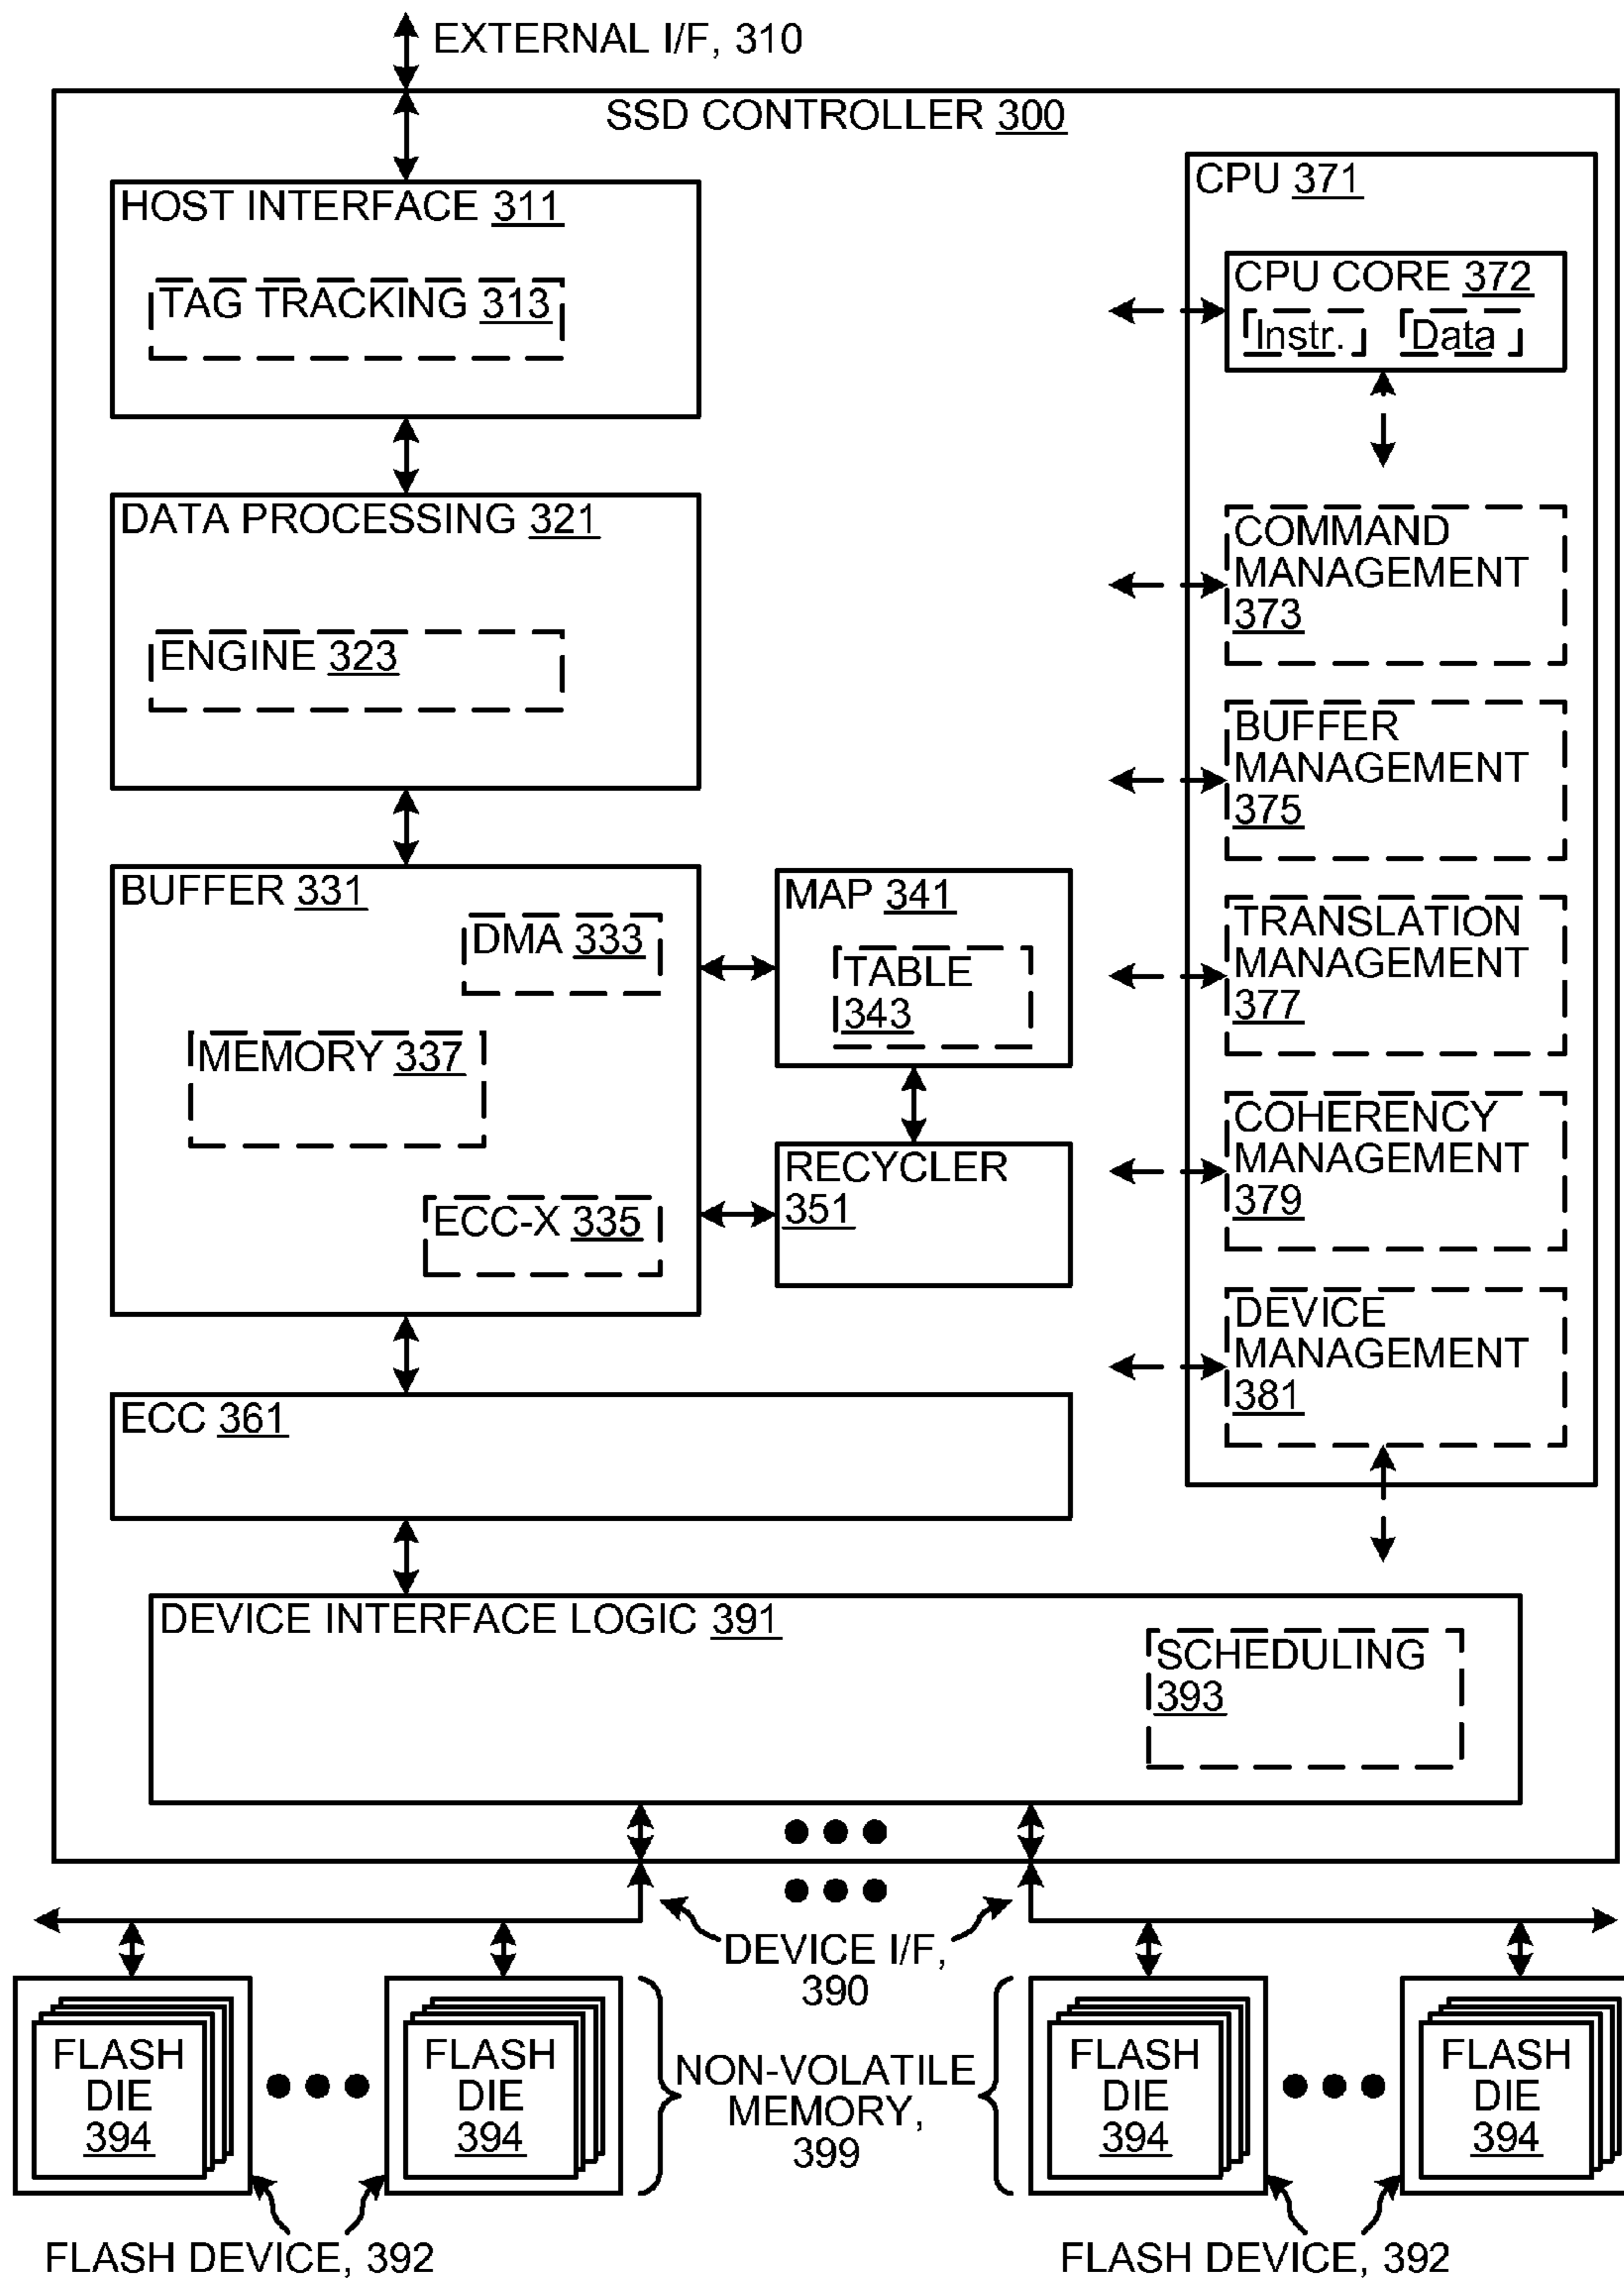 EXTERNAL I/F, 310
SSD CONTROLLER 300
HOST INTERFACE 311
TAG TRACKING 313
DATA PROCESSING 321
ENGINE 323
BUFFER 331
DMA 333
MEMORY 337
ECC-X 335
MAP 341
TABLE
343
RECYCLER
351
ECC 361
CPU 371
CPU CORE 372
Instr.
Data
COMMAND
MANAGEMENT
373
BUFFER
MANAGEMENT
375
TRANSLATION
MANAGEMENT
377
COHERENCY
MANAGEMENT
379
DEVICE
MANAGEMENT
381
DEVICE INTERFACE LOGIC 391
SCHEDULING
393
DEVICE I/F,
390
FLASH
DIE
394
FLASH
DIE
394
NON-VOLATILE
MEMORY,
399
FLASH
DIE
394
FLASH
DIE
394
FLASH DEVICE, 392
FLASH DEVICE, 392